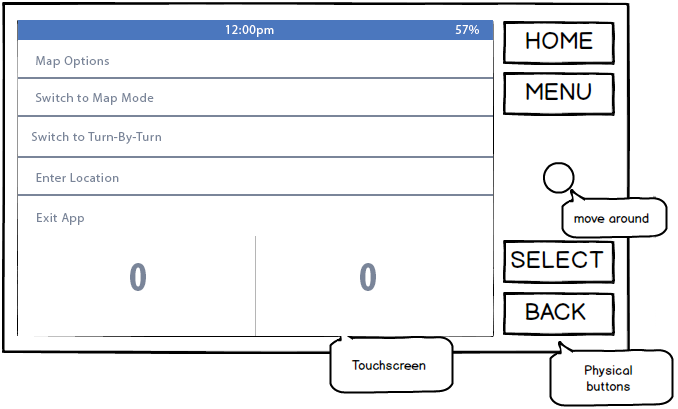 12:00pm 57%
Map Options
Switch to Map Mode
Switch to Turn-By-Turn
Enter Location
Exit App
0 0
HOME
MENU
move around
SELECT
BACK
Touchscreen
Physical
buttons